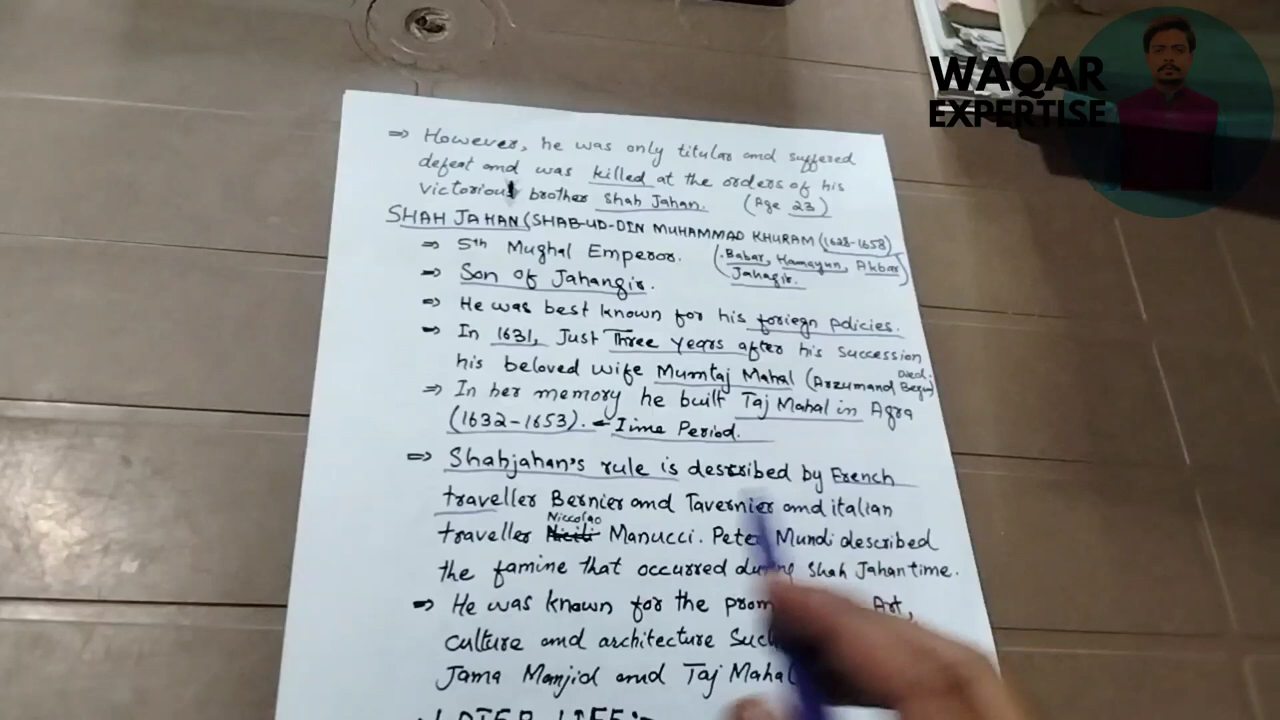 WAQAR
EXPERTISE
⇒ However, he was only titular and suffered
defeat and was killed at the orders of his
victorious brother Shah Jahan. (Age 23)
SHAH JAHAN (SHAB-UD-DIN MUHAMMAD KHURAM (1628-1658)
⇒ 5th Mughal Emperor. (Babar, Hamayun, Akbar
Jahagir.)
⇒ Son of Jahangir.
⇒ He was best known for his foriegn policies.
⇒ In 1631, Just Three years after his succession
his beloved wife Mumtaj Mahal (Arzumand Begum) Died.
⇒ In her memory he built Taj Mahal in Agra
(1632-1653). ← Time Period.
⇒ Shahjahan's rule is described by French
traveller Bernier and Tavernier and italian
traveller Niccolao Manucci. Peter Mundi described
the famine that occurred during Shah Jahan time.
⇒ He was known for the Art,
culture and architecture
Jama Manjid and Taj Mahal
LATER LIFE:-